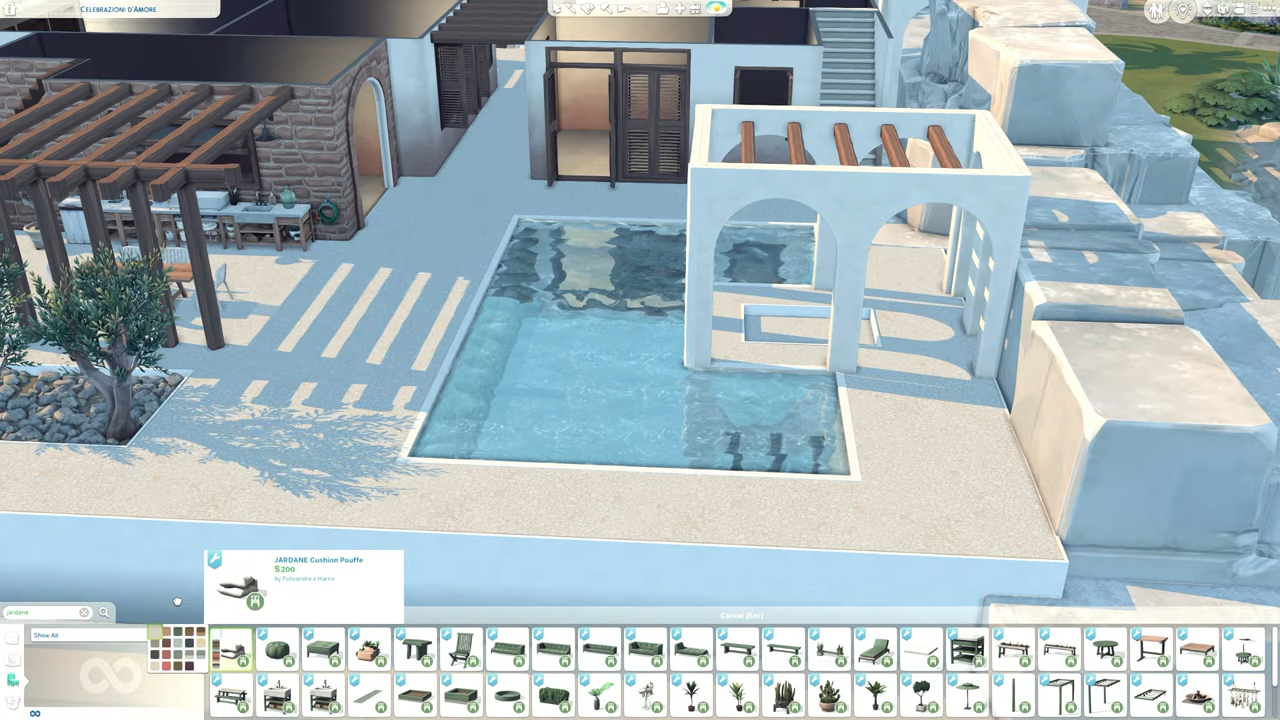 CELEBRAZIONI D'AMORE
JARDANE Cushion Pouffe
§200
by Felixandre x Harrie
jardane
Cancel (Esc)
Show All